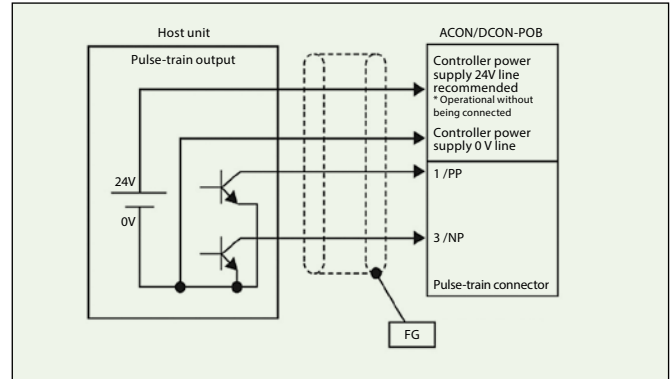 Host unit
Pulse-train output
24V
0V
ACON/DCON-POB
Controller power
supply 24V line
recommended
* Operational without
being connected
Controller power
supply 0 V line
1 /PP
3 /NP
Pulse-train connector
FG